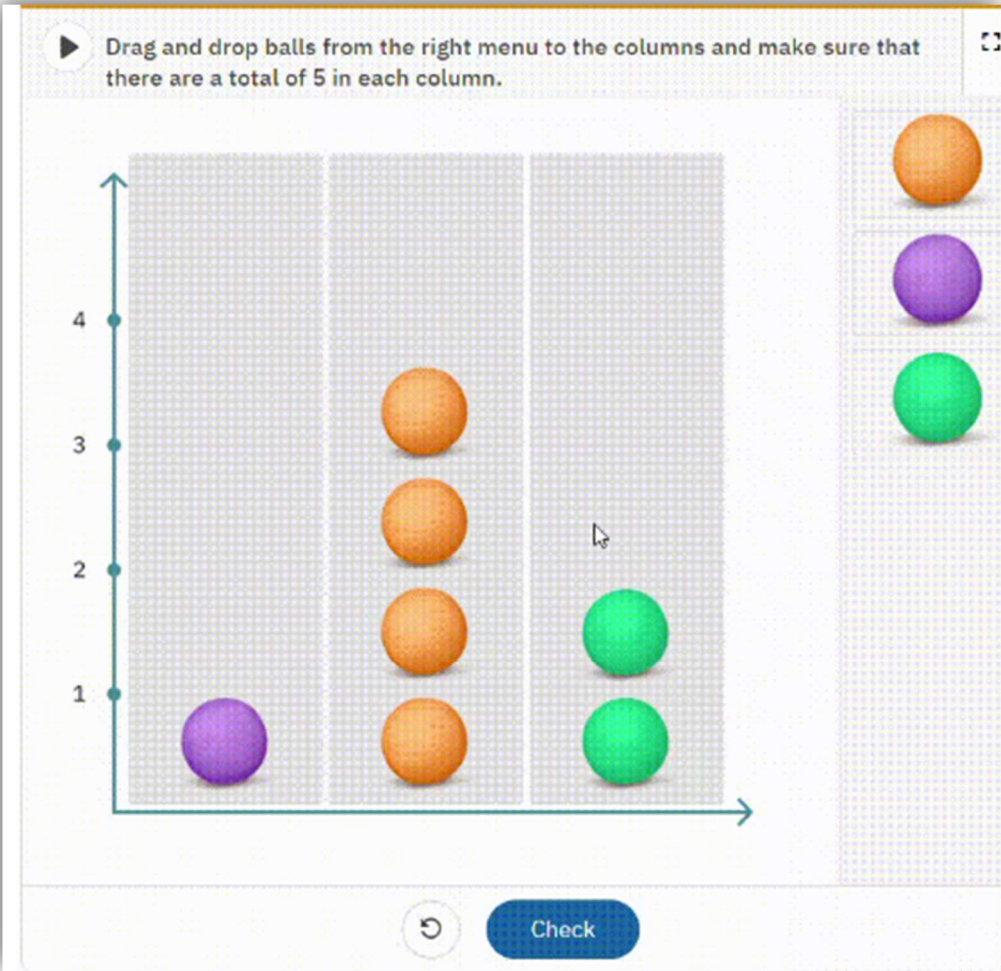 Drag and drop balls from the right menu to the columns and make sure that
there are a total of 5 in each column.
4
3
2
1
Check